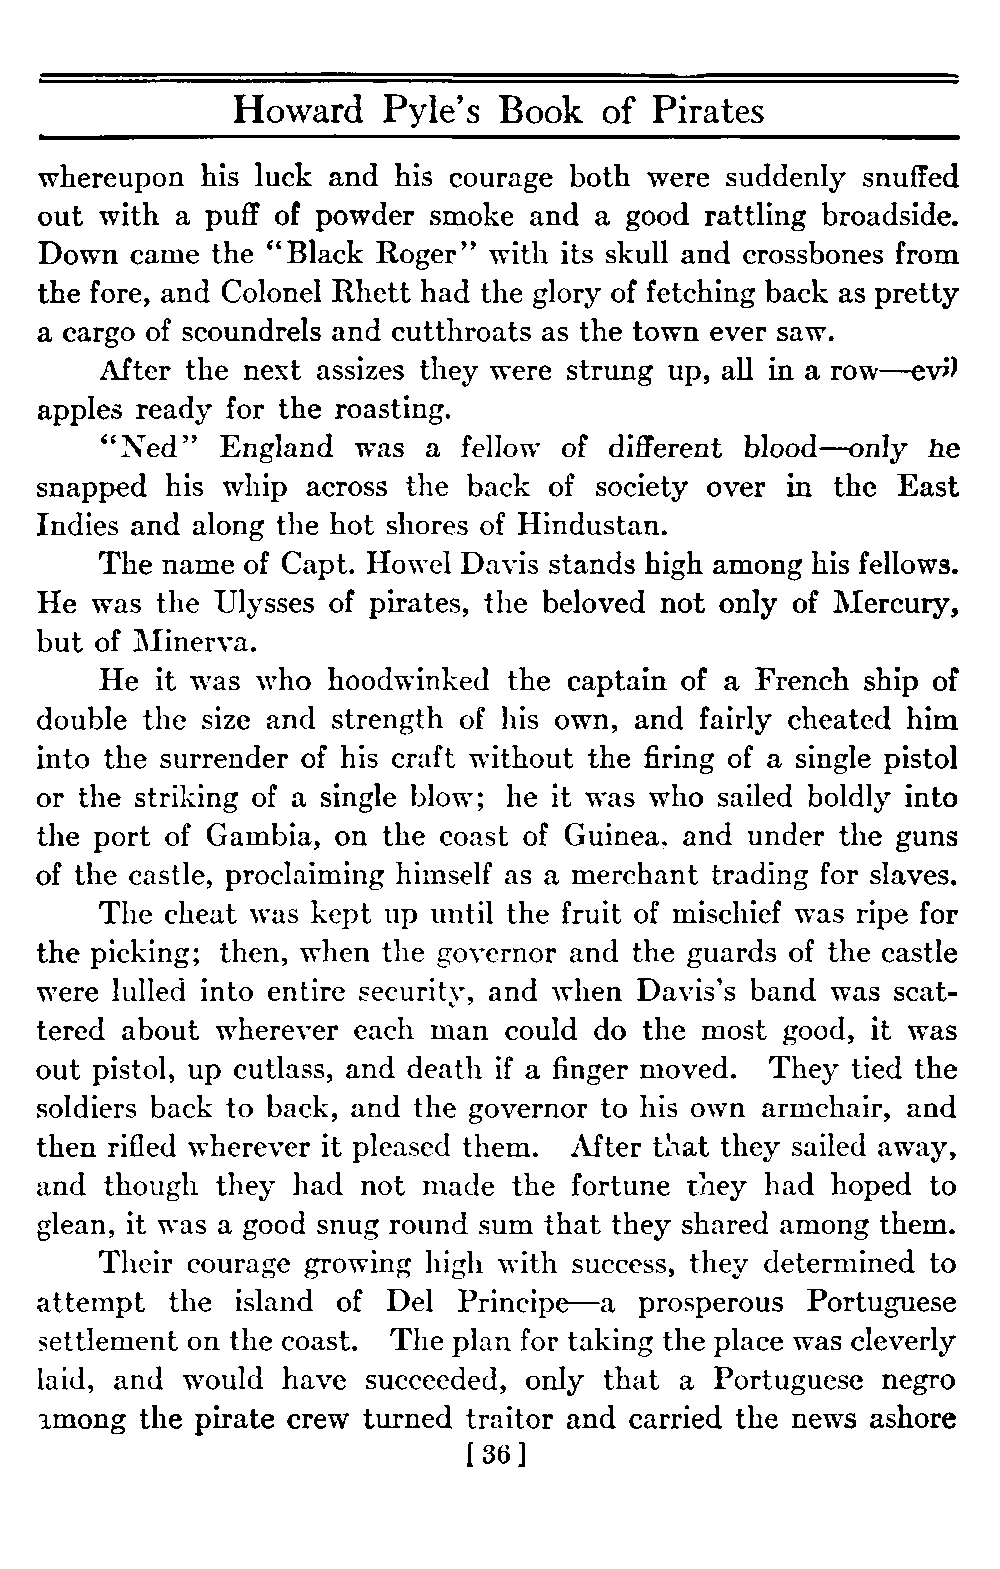 Howard Pyle's Book of Pirates
whereupon his luck and his courage both were suddenly snuffed
out with a puff of powder smoke and a good rattling broadside.
Down came the "Black Roger" with its skull and crossbones from
the fore, and Colonel Rhett had the glory of fetching back as pretty
a cargo of scoundrels and cutthroats as the town ever saw.
After the next assizes they were strung up, all in a row—evil
apples ready for the roasting.
"Ned" England was a fellow of different blood—only he
snapped his whip across the back of society over in the East
Indies and along the hot shores of Hindustan.
The name of Capt. Howel Davis stands high among his fellows.
He was the Ulysses of pirates, the beloved not only of Mercury,
but of Minerva.
He it was who hoodwinked the captain of a French ship of
double the size and strength of his own, and fairly cheated him
into the surrender of his craft without the firing of a single pistol
or the striking of a single blow; he it was who sailed boldly into
the port of Gambia, on the coast of Guinea, and under the guns
of the castle, proclaiming himself as a merchant trading for slaves.
The cheat was kept up until the fruit of mischief was ripe for
the picking; then, when the governor and the guards of the castle
were lulled into entire security, and when Davis's band was scat-
tered about wherever each man could do the most good, it was
out pistol, up cutlass, and death if a finger moved. They tied the
soldiers back to back, and the governor to his own armchair, and
then rifled wherever it pleased them. After that they sailed away,
and though they had not made the fortune they had hoped to
glean, it was a good snug round sum that they shared among them.
Their courage growing high with success, they determined to
attempt the island of Del Principe—a prosperous Portuguese
settlement on the coast. The plan for taking the place was cleverly
laid, and would have succeeded, only that a Portuguese negro
among the pirate crew turned traitor and carried the news ashore
[ 36 ]